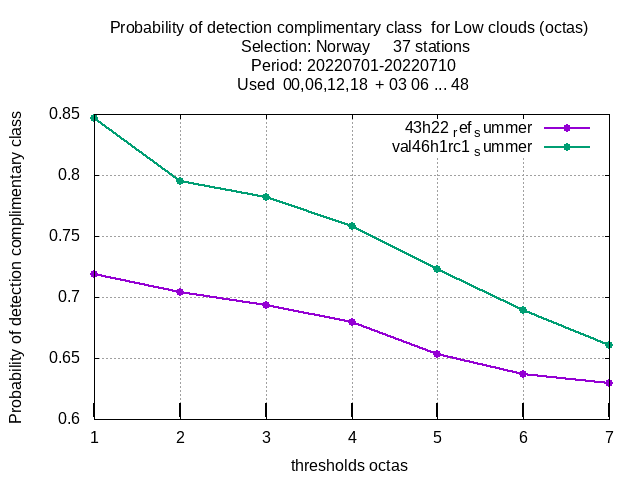 Probability of detection complimentary class  for Low clouds (octas)
Selection: Norway     37 stations
Period: 20220701-20220710
Used  00,06,12,18  + 03 06 ... 48
Probability of detection complimentary class
0.85
0.8
0.75
0.7
0.65
0.6
43h22 refsummer
val46h1rc1 summer
1 2 3 4 5 6 7
thresholds octas